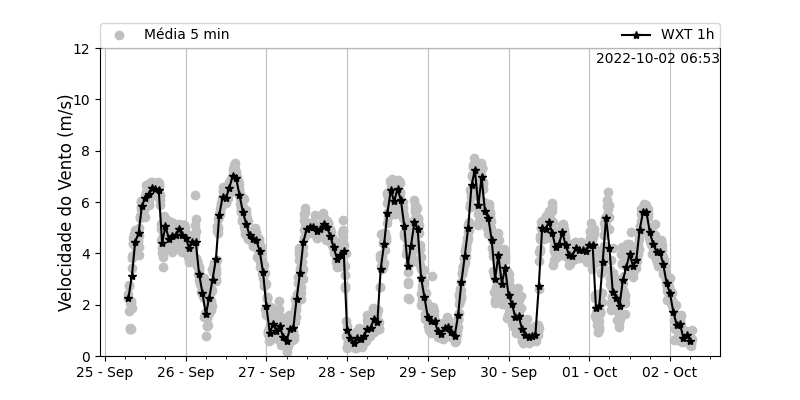 Média 5 min
WXT 1h
2022-10-02 06:53
Velocidade do Vento (m/s)
12
10
8
6
4
2
0
25 - Sep
26 - Sep
27 - Sep
28 - Sep
29 - Sep
30 - Sep
01 - Oct
02 - Oct